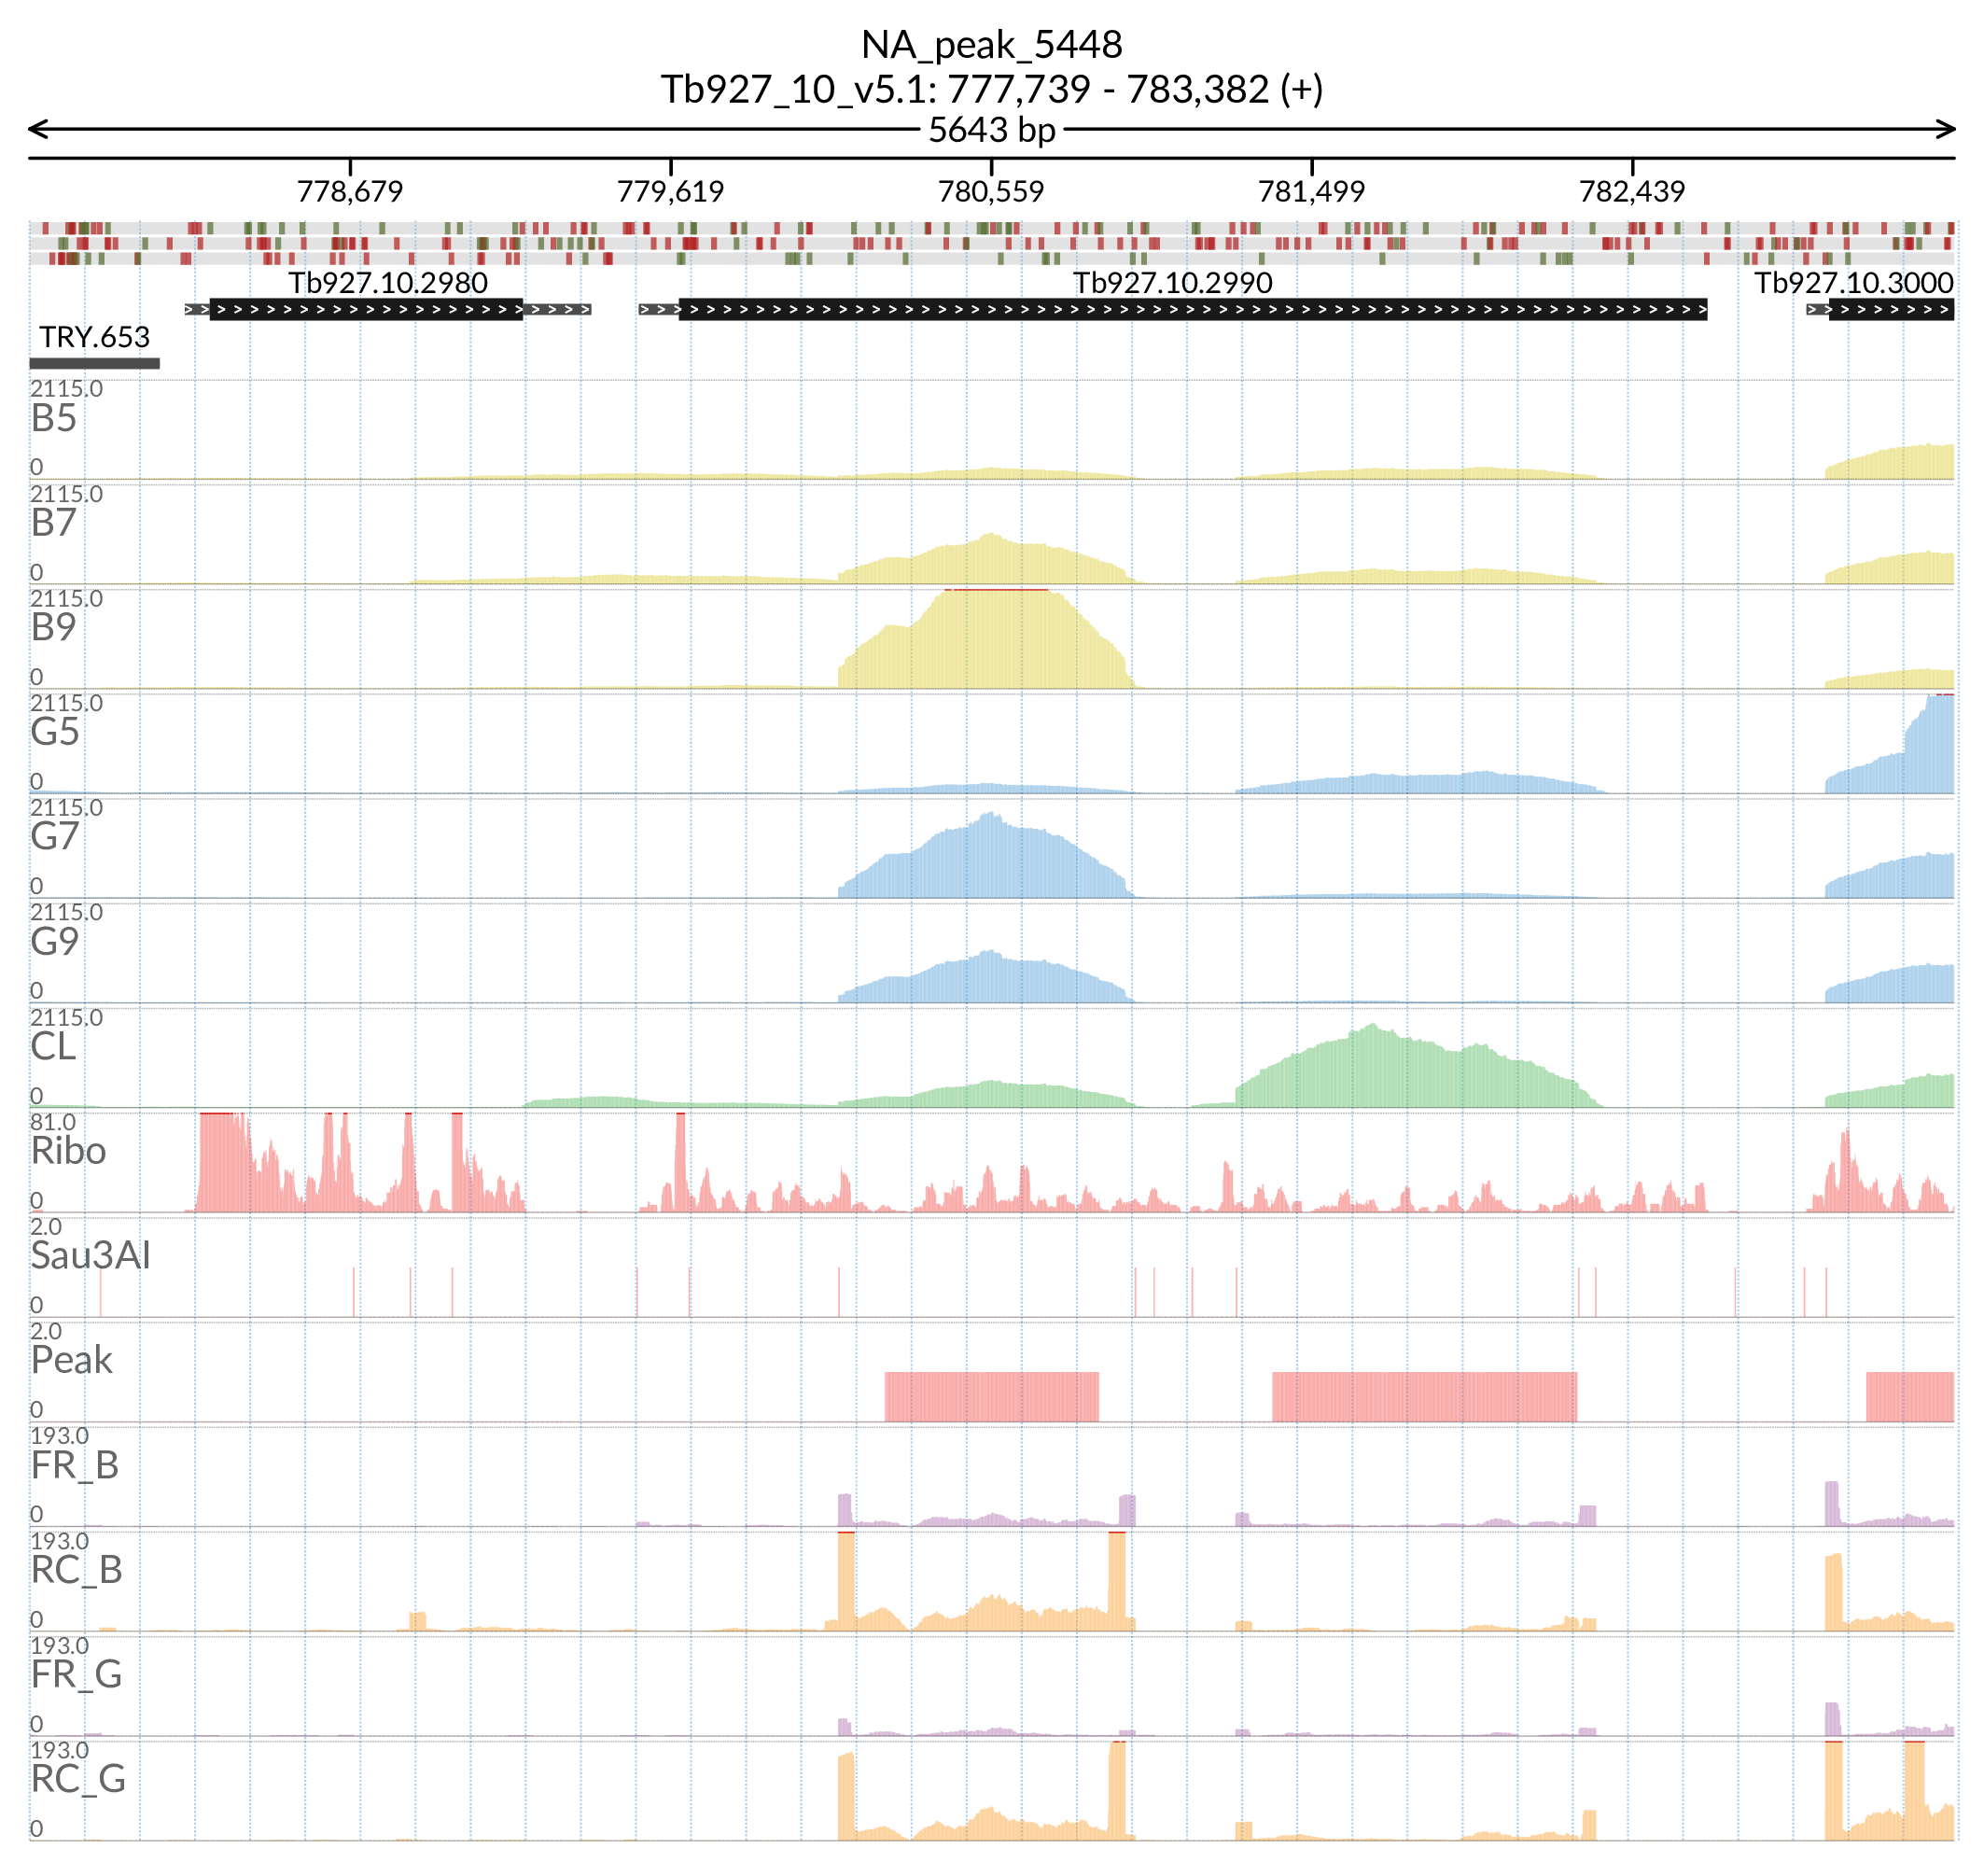 NA_peak_5448
Tb927_10_v5.1: 777,739 - 783,382 (+)
5643 bp
778,679 779,619 780,559 781,499 782,439
Tb927.10.2980 Tb927.10.2990 Tb927.10.3000
TRY.653
2115.0
B5
0
2115.0
B7
0
2115.0
B9
0
2115.0
G5
0
2115.0
G7
0
2115.0
G9
0
2115.0
CL
0
81.0
Ribo
0
2.0
Sau3AI
0
2.0
Peak
0
193.0
FR_B
0
193.0
RC_B
0
193.0
FR_G
0
193.0
RC_G
0